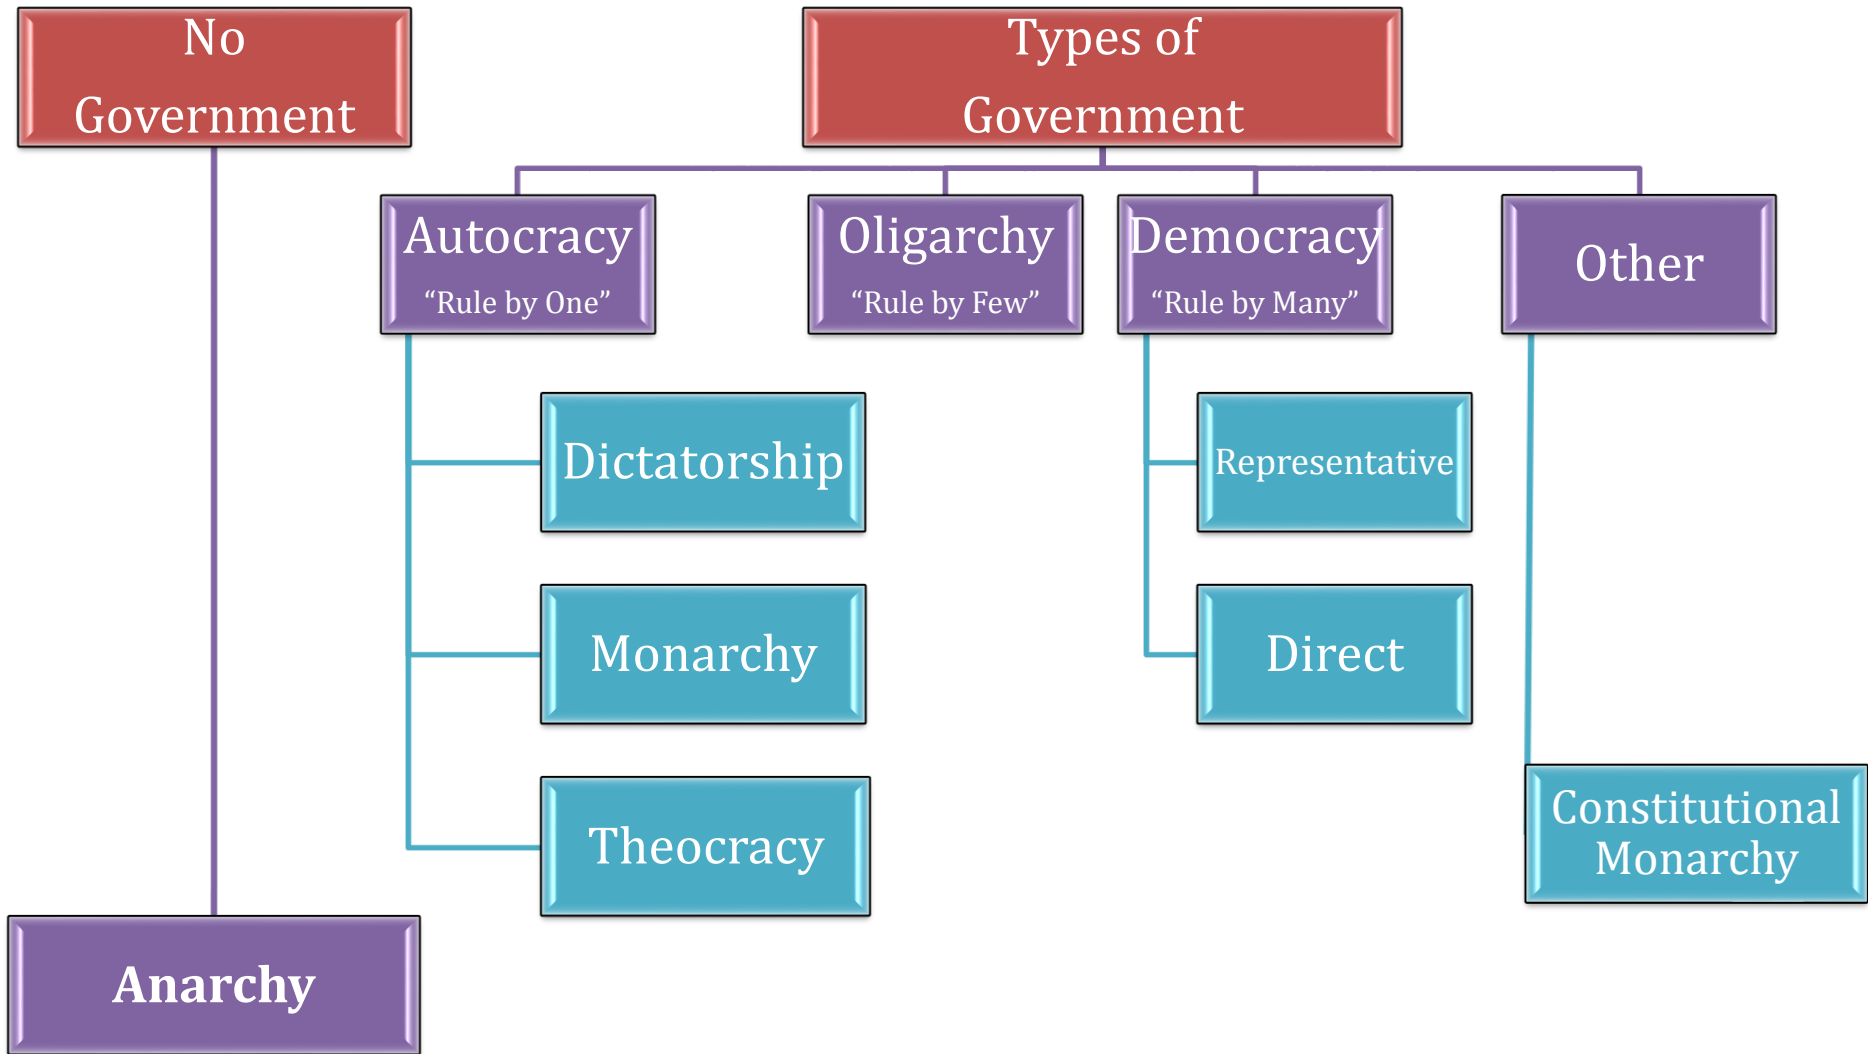 No
Government
Types of
Government
Autocracy
“Rule by One”
Oligarchy
“Rule by Few”
Democracy
“Rule by Many”
Other
Dictatorship
Representative
Monarchy
Direct
Theocracy
Constitutional
Monarchy
Anarchy